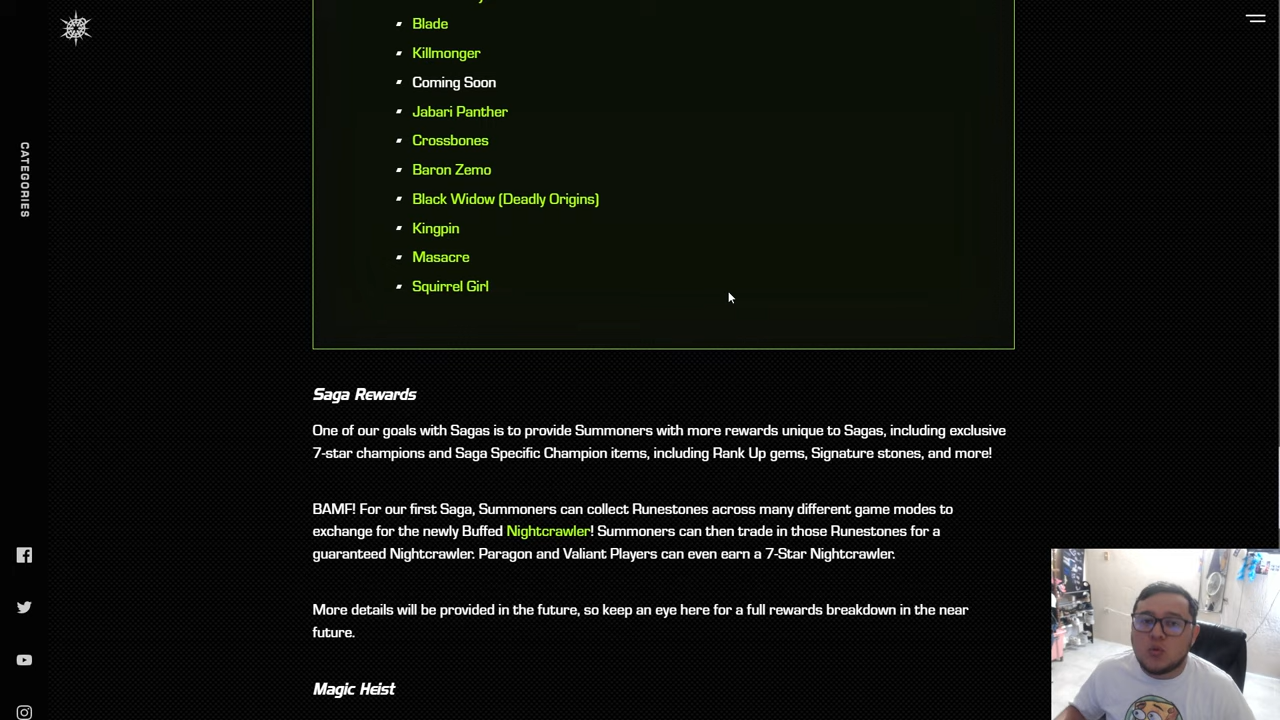 Blade
Killmonger
Coming Soon
Jabari Panther
Crossbones
Baron Zemo
Black Widow (Deadly Origins)
Kingpin
Masacre
Squirrel Girl
CATEGORIES
Saga Rewards
One of our goals with Sagas is to provide Summoners with more rewards unique to Sagas, including exclusive
7-star champions and Saga Specific Champion items, including Rank Up gems, Signature stones, and more!
BAMF! For our first Saga, Summoners can collect Runestones across many different game modes to
exchange for the newly Buffed Nightcrawler! Summoners can then trade in those Runestones for a
guaranteed Nightcrawler. Paragon and Valiant Players can even earn a 7-Star Nightcrawler.
More details will be provided in the future, so keep an eye here for a full rewards breakdown in the near
future.
Magic Heist